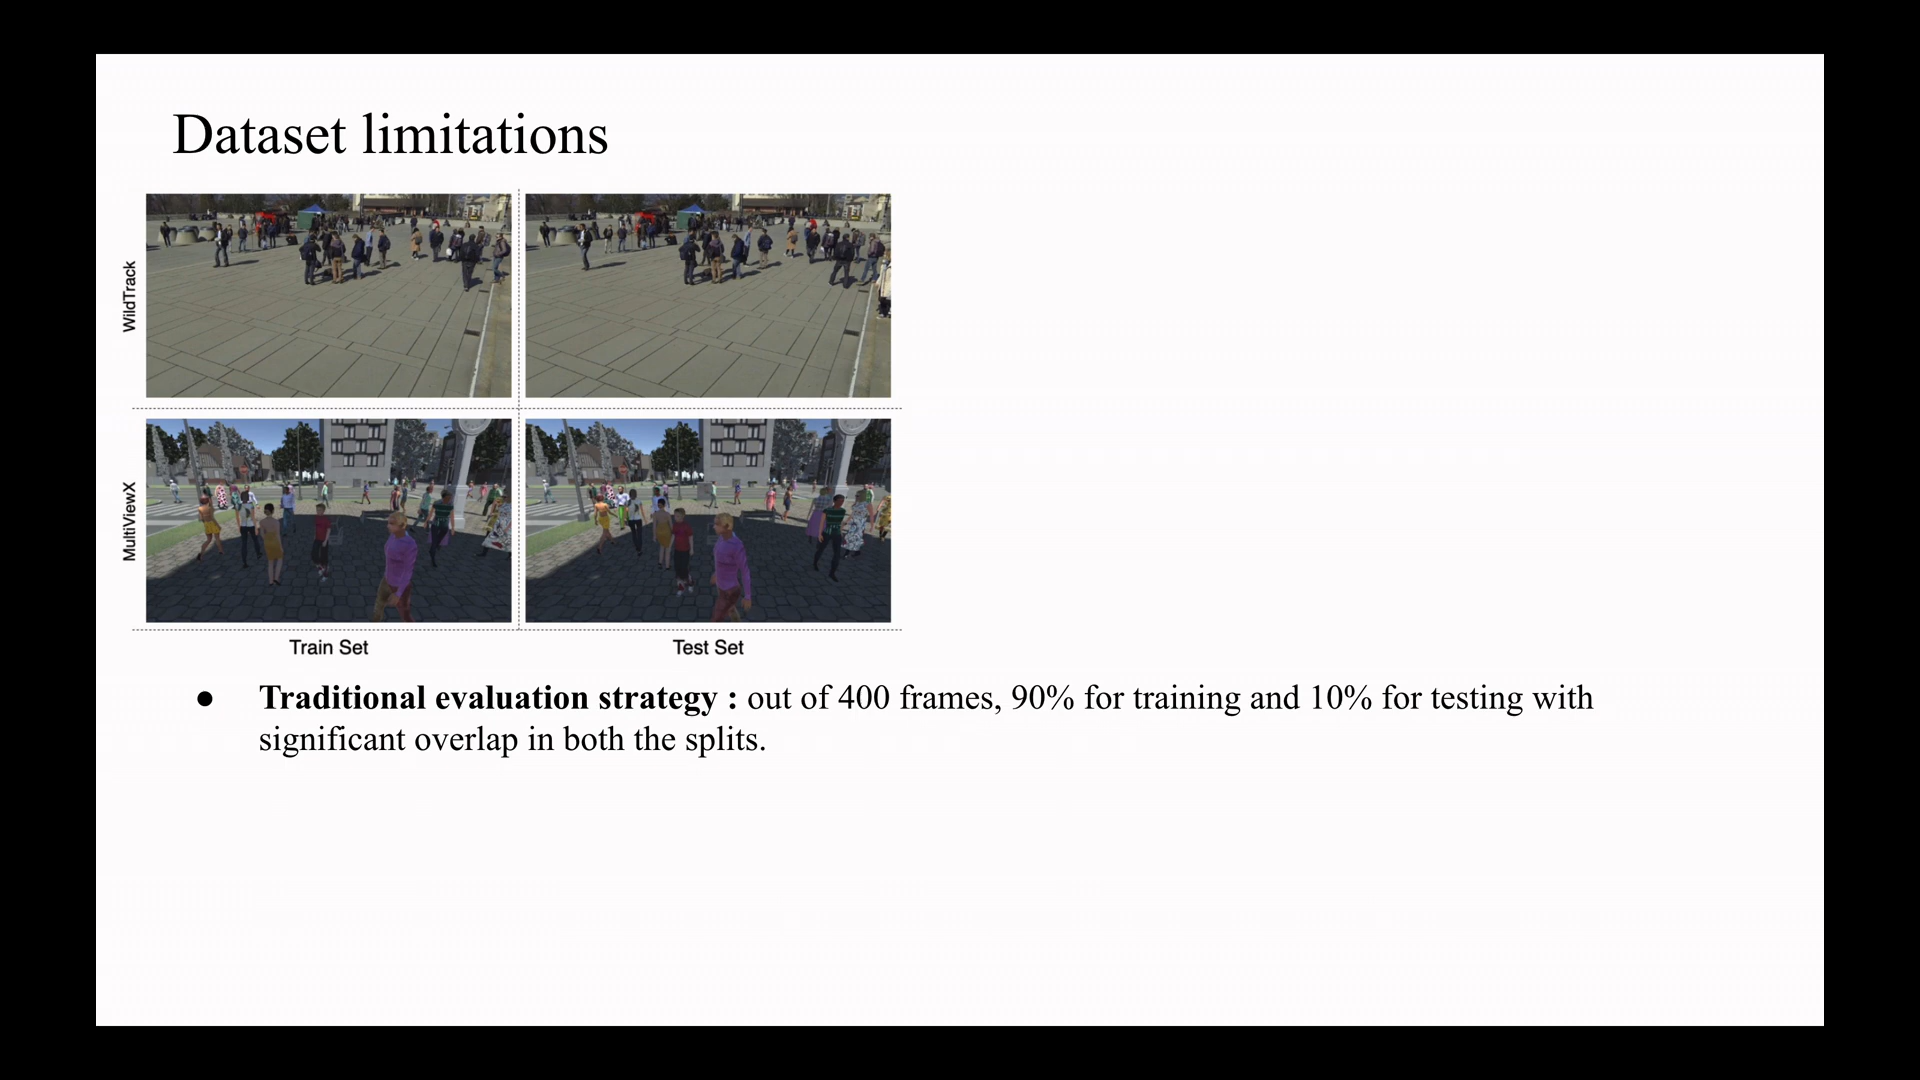 Dataset limitations
WildTrack
MultiViewX
Train Set
Test Set
● Traditional evaluation strategy : out of 400 frames, 90% for training and 10% for testing with
significant overlap in both the splits.